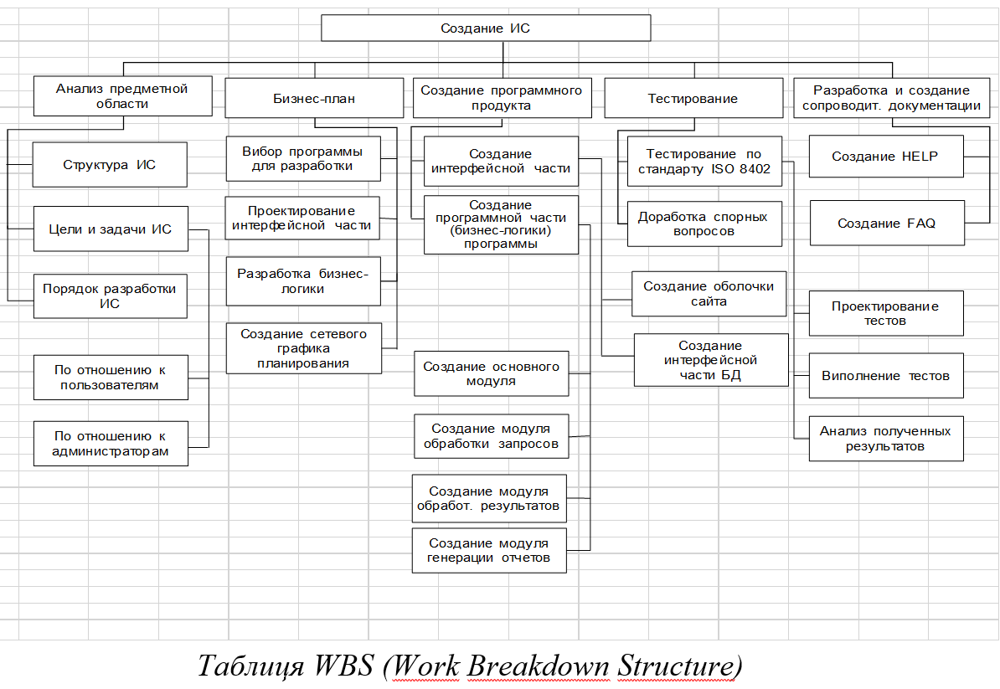 Создание ИС
Анализ предметной
области
Бизнес-план
Создание программного
продукта
Тестирование
Разработка и создание
сопроводит. документации
Структура ИС
Цели и задачи ИС
Порядок разработки
ИС
По отношению к
пользователям
По отношению к
администраторам
Вибор программы
для разработки
Проектирование
интерфейсной части
Разработка бизнес-
логики
Создание сетевого
графика
планирования
Создание
интерфейсной части
Создание
программной части
(бизнес-логики)
программы
Создание основного
модуля
Создание модуля
обработки запросов
Создание модуля
обработ. результатов
Создание модуля
генерации отчетов
Тестирование по
стандарту ISO 8402
Доработка спорных
вопросов
Создание оболочки
сайта
Создание
интерфейсной
части БД
Создание HELP
Создание FAQ
Проектирование
тестов
Виполнение тестов
Анализ полученных
результатов
Таблиця WBS (Work Breakdown Structure)